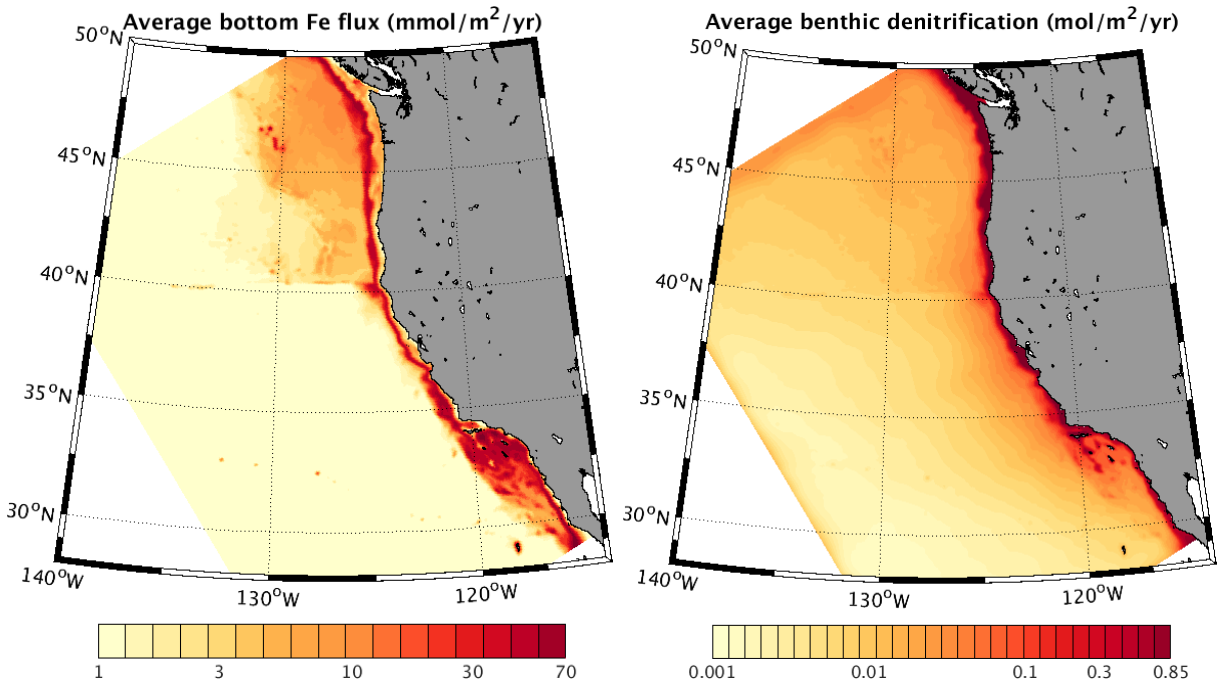 Average bottom Fe flux (mmol/m²/yr)
50°N
45°N
40°N
35°N
30°N
140°W
130°W
120°W
1 3 10 30 70
Average benthic denitrification (mol/m²/yr)
50°N
45°N
40°N
35°N
30°N
140°W
130°W
120°W
0.001 0.01 0.1 0.3 0.85